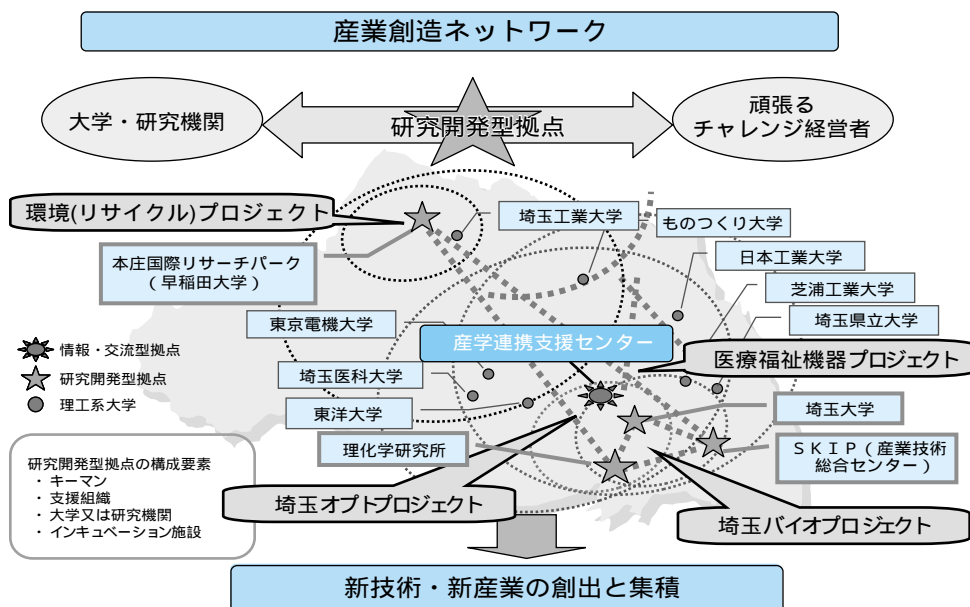 産業創造ネットワーク
大学・研究機関
研究開発型拠点
頑張る
チャレンジ経営者
環境(リサイクル)プロジェクト
埼玉工業大学
ものつくり大学
本庄国際リサーチパーク
(早稲田大学)
日本工業大学
芝浦工業大学
東京電機大学
埼玉県立大学
産学連携支援センター
情報・交流型拠点
医療福祉機器プロジェクト
研究開発型拠点
埼玉医科大学
理工系大学
東洋大学
埼玉大学
理化学研究所
SKIP(産業技術
総合センター)
研究開発型拠点の構成要素
・ キーマン
・ 支援組織
・ 大学又は研究機関
・ インキュベーション施設
埼玉オプトプロジェクト
埼玉バイオプロジェクト
新技術・新産業の創出と集積